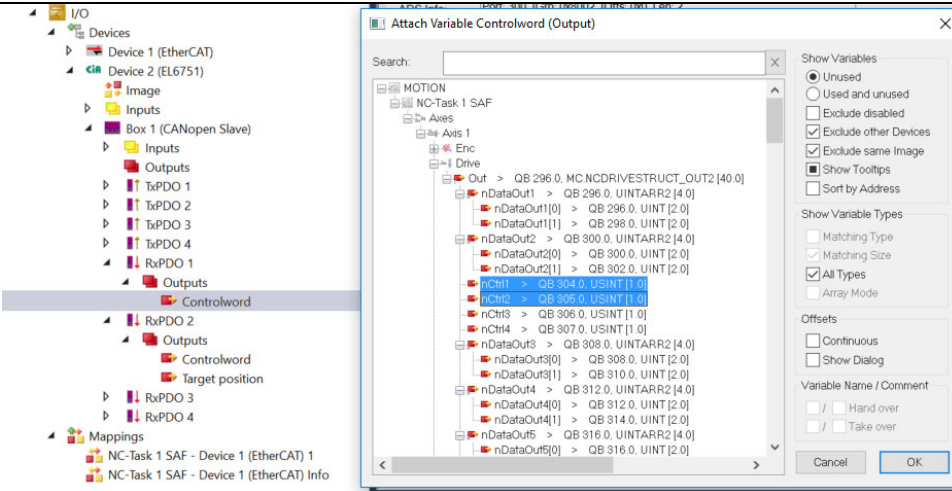 I/O
Devices
Device 1 (EtherCAT)
Device 2 (EL6751)
Image
Inputs
Box 1 (CANopen Slave)
Inputs
Outputs
TxPDO 1
TxPDO 2
TxPDO 3
TxPDO 4
RxPDO 1
Outputs
Controlword
RxPDO 2
Outputs
Controlword
Target position
RxPDO 3
RxPDO 4
Mappings
NC-Task 1 SAF - Device 1 (EtherCAT) 1
NC-Task 1 SAF - Device 1 (EtherCAT) Info
Attach Variable Controlword (Output)
Search:
MOTION
NC-Task 1 SAF
Axes
Axis 1
Enc
Drive
Out > QB 296.0, MC.NCDRIVESTRUCT_OUT2 [40.0]
nDataOut1 > QB 296.0, UINTARR2 [4.0]
nDataOut1[0] > QB 296.0, UINT [2.0]
nDataOut1[1] > QB 298.0, UINT [2.0]
nDataOut2 > QB 300.0, UINTARR2 [4.0]
nDataOut2[0] > QB 300.0, UINT [2.0]
nDataOut2[1] > QB 302.0, UINT [2.0]
nCtrl1 > QB 304.0, USINT [1.0]
nCtrl2 > QB 305.0, USINT [1.0]
nCtrl3 > QB 306.0, USINT [1.0]
nCtrl4 > QB 307.0, USINT [1.0]
nDataOut3 > QB 308.0, UINTARR2 [4.0]
nDataOut3[0] > QB 308.0, UINT [2.0]
nDataOut3[1] > QB 310.0, UINT [2.0]
nDataOut4 > QB 312.0, UINTARR2 [4.0]
nDataOut4[0] > QB 312.0, UINT [2.0]
nDataOut4[1] > QB 314.0, UINT [2.0]
nDataOut5 > QB 316.0, UINTARR2 [4.0]
nDataOut5[0] > QB 316.0, UINT [2.0]
Show Variables
Unused
Used and unused
Exclude disabled
Exclude other Devices
Exclude same Image
Show Tooltips
Sort by Address
Show Variable Types
Matching Type
Matching Size
All Types
Array Mode
Offsets
Continuous
Show Dialog
Variable Name / Comment
/ Hand over
/ Take over
Cancel
OK